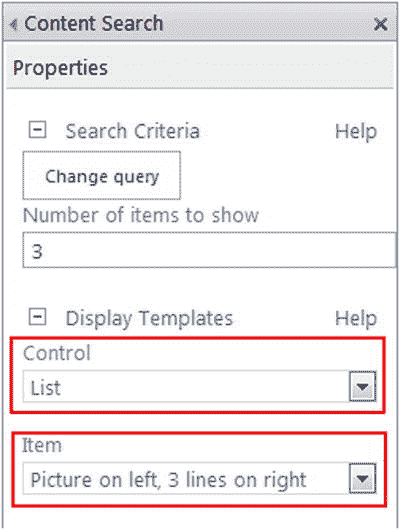 Content Search
Properties
Search Criteria Help
Change query
Number of items to show
3
Display Templates Help
Control
List
Item
Picture on left, 3 lines on right